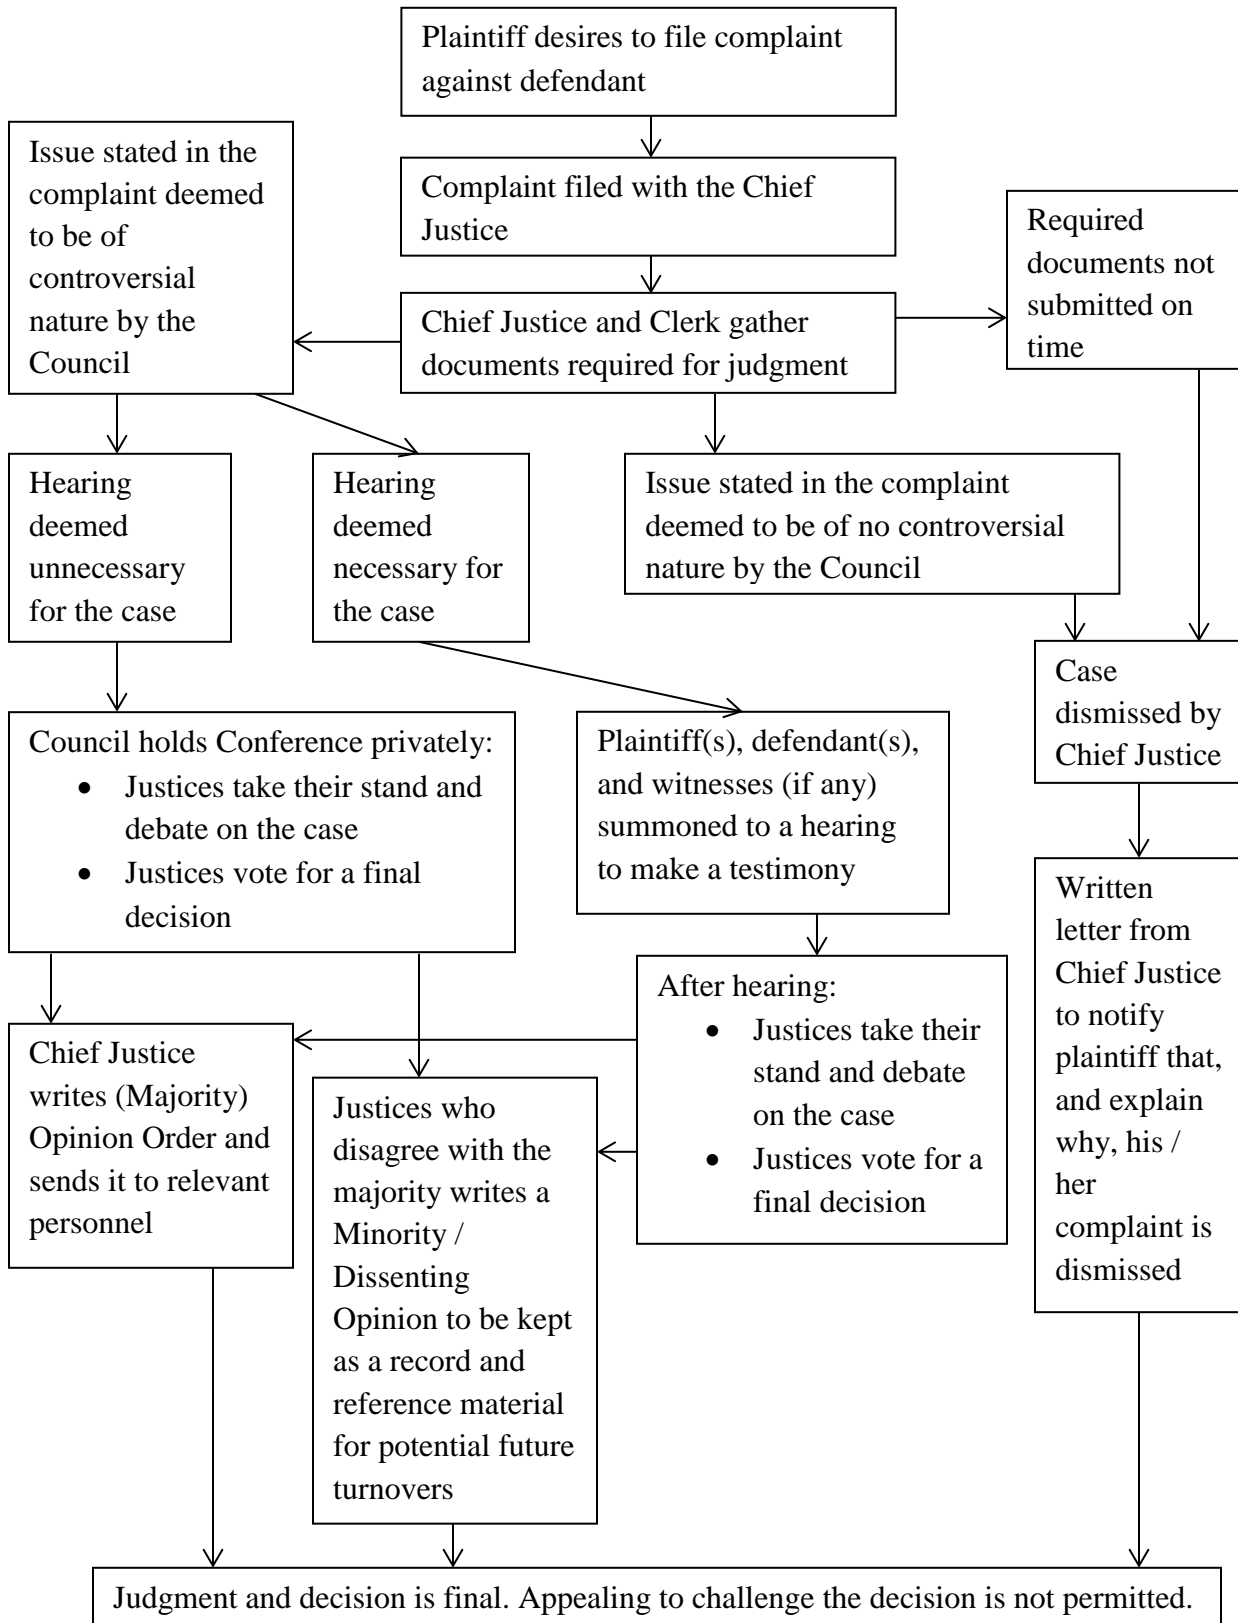 Plaintiff desires to file complaint
against defendant
Issue stated in the
complaint deemed
to be of
controversial
nature by the
Council
Complaint filed with the Chief
Justice
Required
documents not
submitted on
time
Chief Justice and Clerk gather
documents required for judgment
Hearing
deemed
unnecessary
for the case
Hearing
deemed
necessary for
the case
Issue stated in the complaint
deemed to be of no controversial
nature by the Council
Case
dismissed by
Chief Justice
Council holds Conference privately:
• Justices take their stand and
debate on the case
• Justices vote for a final
decision
Plaintiff(s), defendant(s),
and witnesses (if any)
summoned to a hearing
to make a testimony
Written
letter from
Chief Justice
to notify
plaintiff that,
and explain
why, his /
her
complaint is
dismissed
After hearing:
• Justices take their
stand and debate
on the case
• Justices vote for a
final decision
Chief Justice
writes (Majority)
Opinion Order and
sends it to relevant
personnel
Justices who
disagree with the
majority writes a
Minority /
Dissenting
Opinion to be kept
as a record and
reference material
for potential future
turnovers
Judgment and decision is final. Appealing to challenge the decision is not permitted.